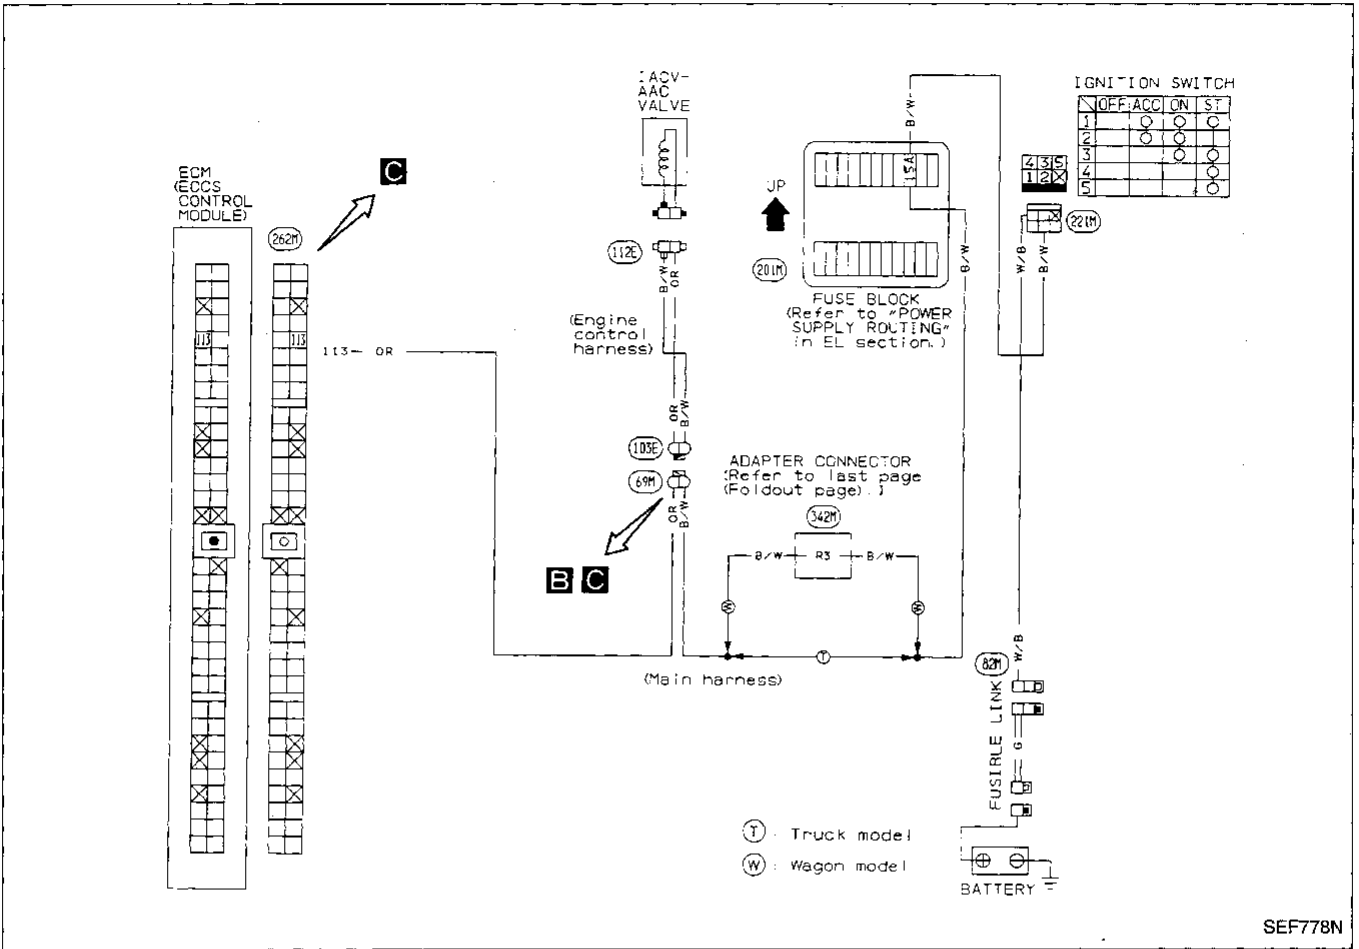 IACV-
AAC
VALVE
B/W
IGNITION SWITCH
OFF ACC ON ST
1
2
3
4
5
4 3 5
1 2
221M
W/B
B/W
15A
UP
201M
B/W
FUSE BLOCK
(Refer to "POWER
SUPPLY ROUTING"
in EL section.)
C
ECM
(ECCS
CONTROL
MODULE)
262M
113
113
113 - OR
112E
B/W
OR
(Engine
control
harness)
OR
B/W
103E
69M
OR
B/W
B C
ADAPTER CONNECTOR
(Refer to last page
(Foldout page).)
342M
B/W R3 B/W
W
W
T
(Main harness)
W/B
82M
FUSIBLE LINK
G
BATTERY
T : Truck model
W : Wagon model
SEF778N